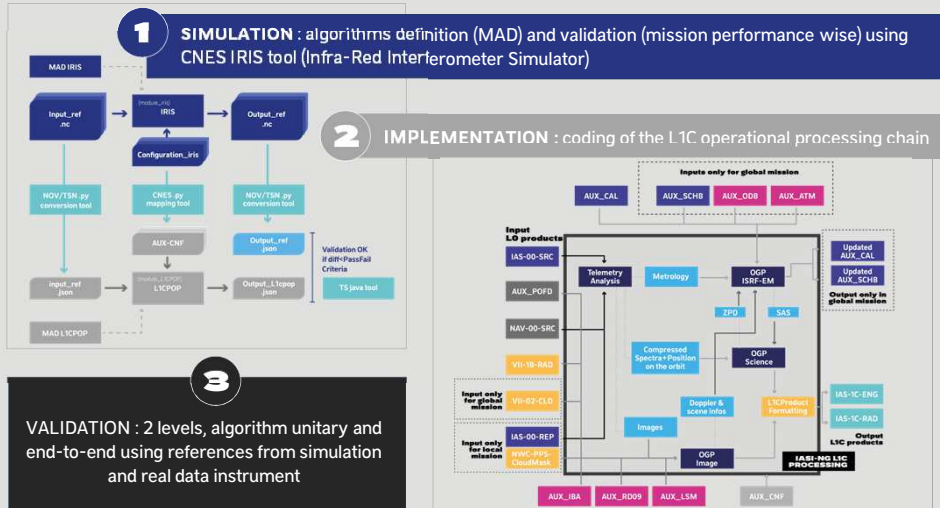 1
SIMULATION : algorithms definition (MAD) and validation (mission performance wise) using
CNES IRIS tool (Infra-Red Interferometer Simulator)
MAD IRIS
Input_ref
.nc
(module_iris)
IRIS
Output_ref
.nc
Configuration_iris
NOV/TSN .py
conversion tool
CNES .py
mapping tool
NOV/TSN .py
conversion tool
AUX-CNF
Output_ref
.json
Validation OK
if diff<PassFail
Criteria
input_ref
.json
(module_L1CPOP)
L1CPOP
Output_L1cpop
.json
TS java tool
MAD L1CPOP
2
IMPLEMENTATION : coding of the L1C operational processing chain
Inputs only for global mission
AUX_CAL
AUX_SCHB
AUX_ODB
AUX_ATM
Input
L0 products
IAS-00-SRC
AUX_POFD
NAV-00-SRC
VII-1B-RAD
Input only
for global
mission
VII-02-CLD
Input only
for local
mission
IAS-00-REP
NWC-PPS-
CloudMask
Telemetry
Analysis
Metrology
OGP
ISRF-EM
Updated
AUX_CAL
Updated
AUX_SCHB
Output only in
global mission
ZPD
SAS
Compressed
Spectra+Position
on the orbit
OGP
Science
Doppler &
scene infos
L1CProduct
Formatting
IAS-1C-ENG
IAS-1C-RAD
Output
L1C products
Images
OGP
Image
IASI-NG L1C
PROCESSING
AUX_IBA
AUX_RD09
AUX_LSM
AUX_CNF
3
VALIDATION : 2 levels, algorithm unitary and
end-to-end using references from simulation
and real data instrument